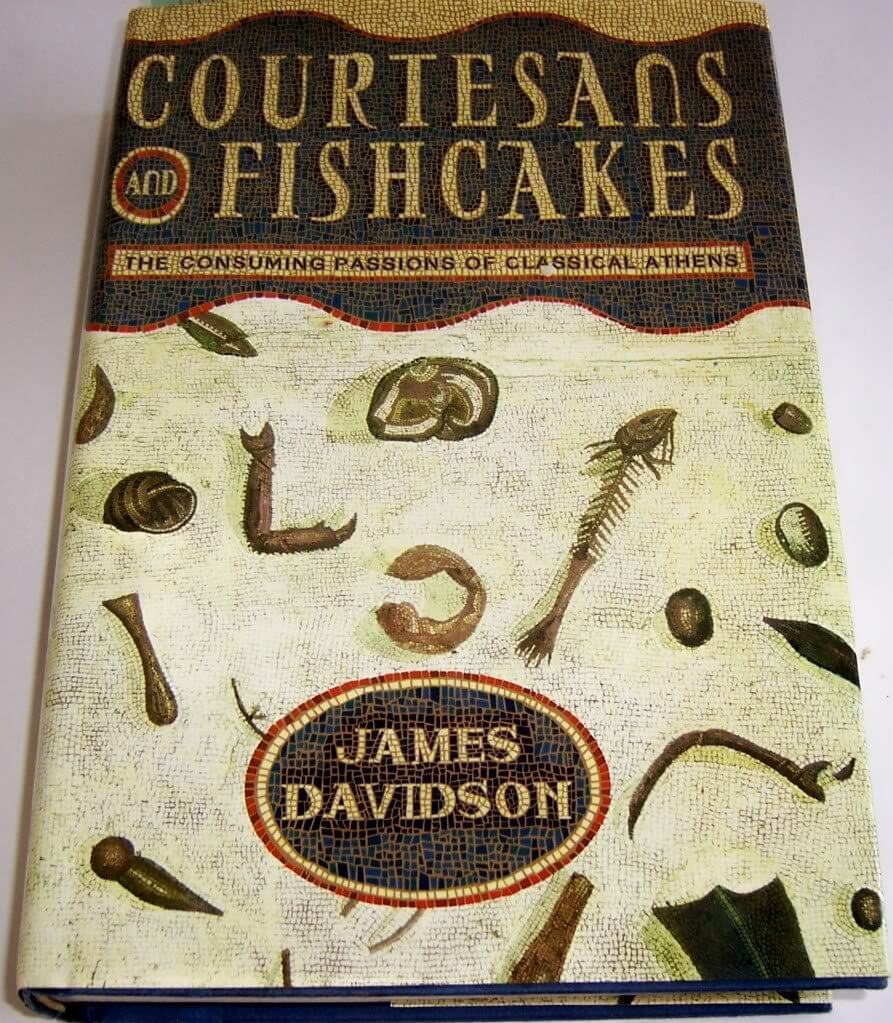 COURTESANS
AND FISHCAKES
THE CONSUMING PASSIONS OF CLASSICAL ATHENS
JAMES
DAVIDSON